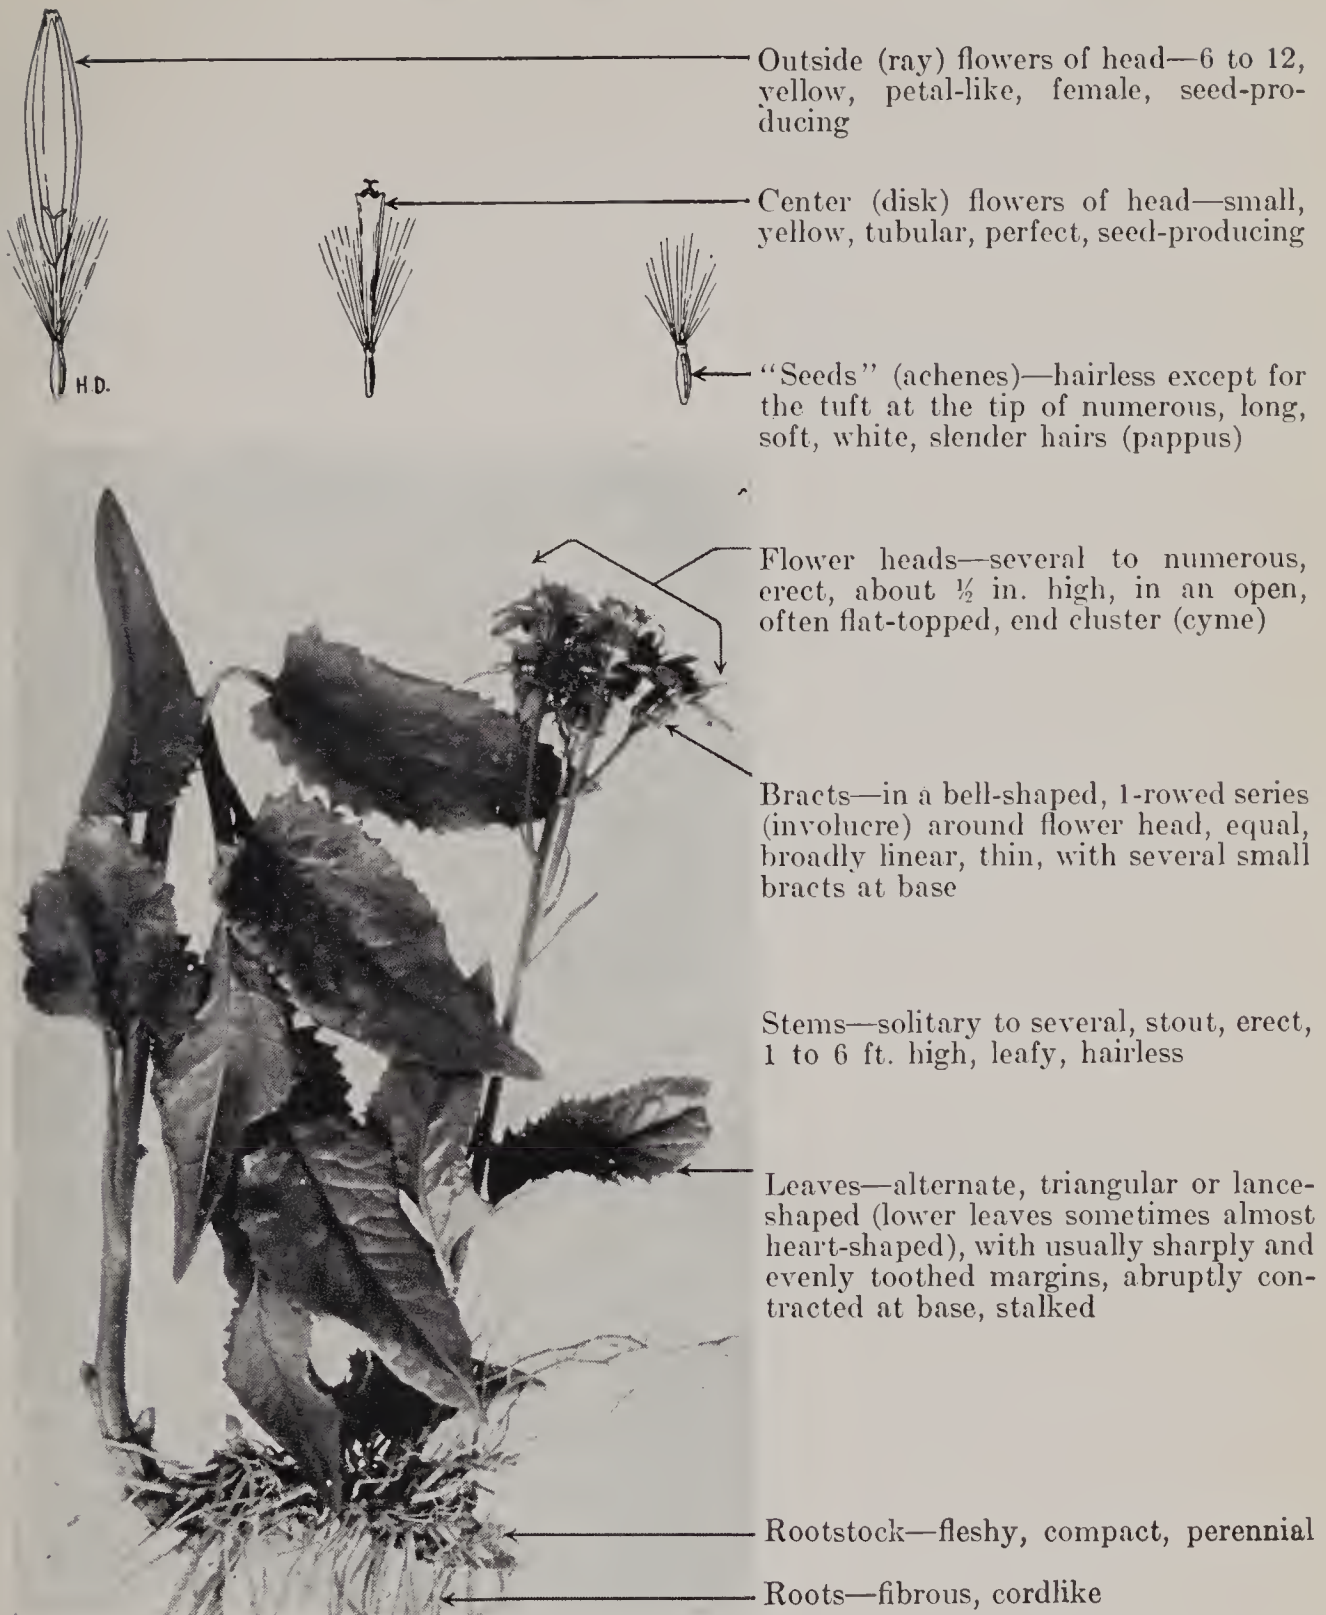 Outside (ray) flowers of head—6 to 12,
yellow, petal-like, female, seed-pro-
ducing
Center (disk) flowers of head—small,
yellow, tubular, perfect, seed-producing
H.D.
"Seeds" (achenes)—hairless except for
the tuft at the tip of numerous, long,
soft, white, slender hairs (pappus)
Flower heads—several to numerous,
erect, about ½ in. high, in an open,
often flat-topped, end cluster (cyme)
Bracts—in a bell-shaped, 1-rowed series
(involucre) around flower head, equal,
broadly linear, thin, with several small
bracts at base
Stems—solitary to several, stout, erect,
1 to 6 ft. high, leafy, hairless
Leaves—alternate, triangular or lance-
shaped (lower leaves sometimes almost
heart-shaped), with usually sharply and
evenly toothed margins, abruptly con-
tracted at base, stalked
Rootstock—fleshy, compact, perennial
Roots—fibrous, cordlike